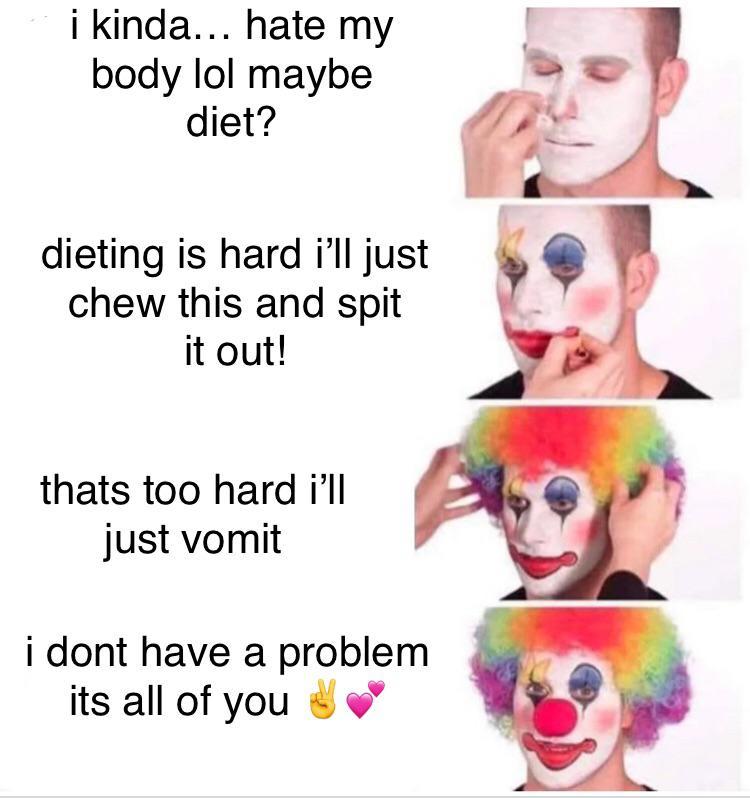 i kinda… hate my
body lol maybe
diet?
dieting is hard i’ll just
chew this and spit
it out!
thats too hard i’ll
just vomit
i dont have a problem
its all of you ✌️💕